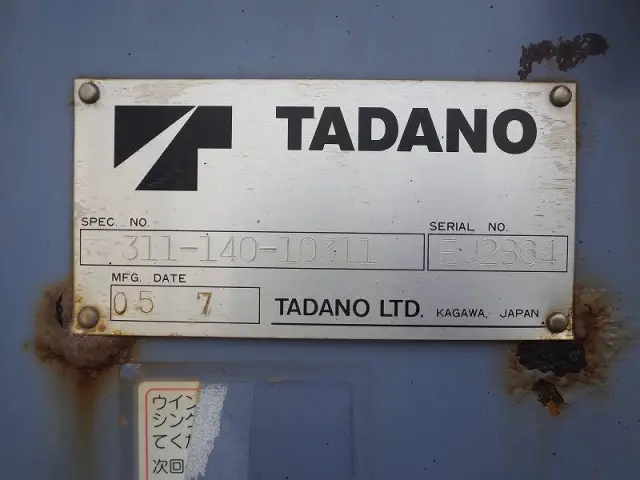 TADANO
SPEC. NO.
311-140-10311
SERIAL NO.
EJ2864
MFG. DATE
05 7
TADANO LTD. KAGAWA, JAPAN
ウイン
シング
てくだ
次回